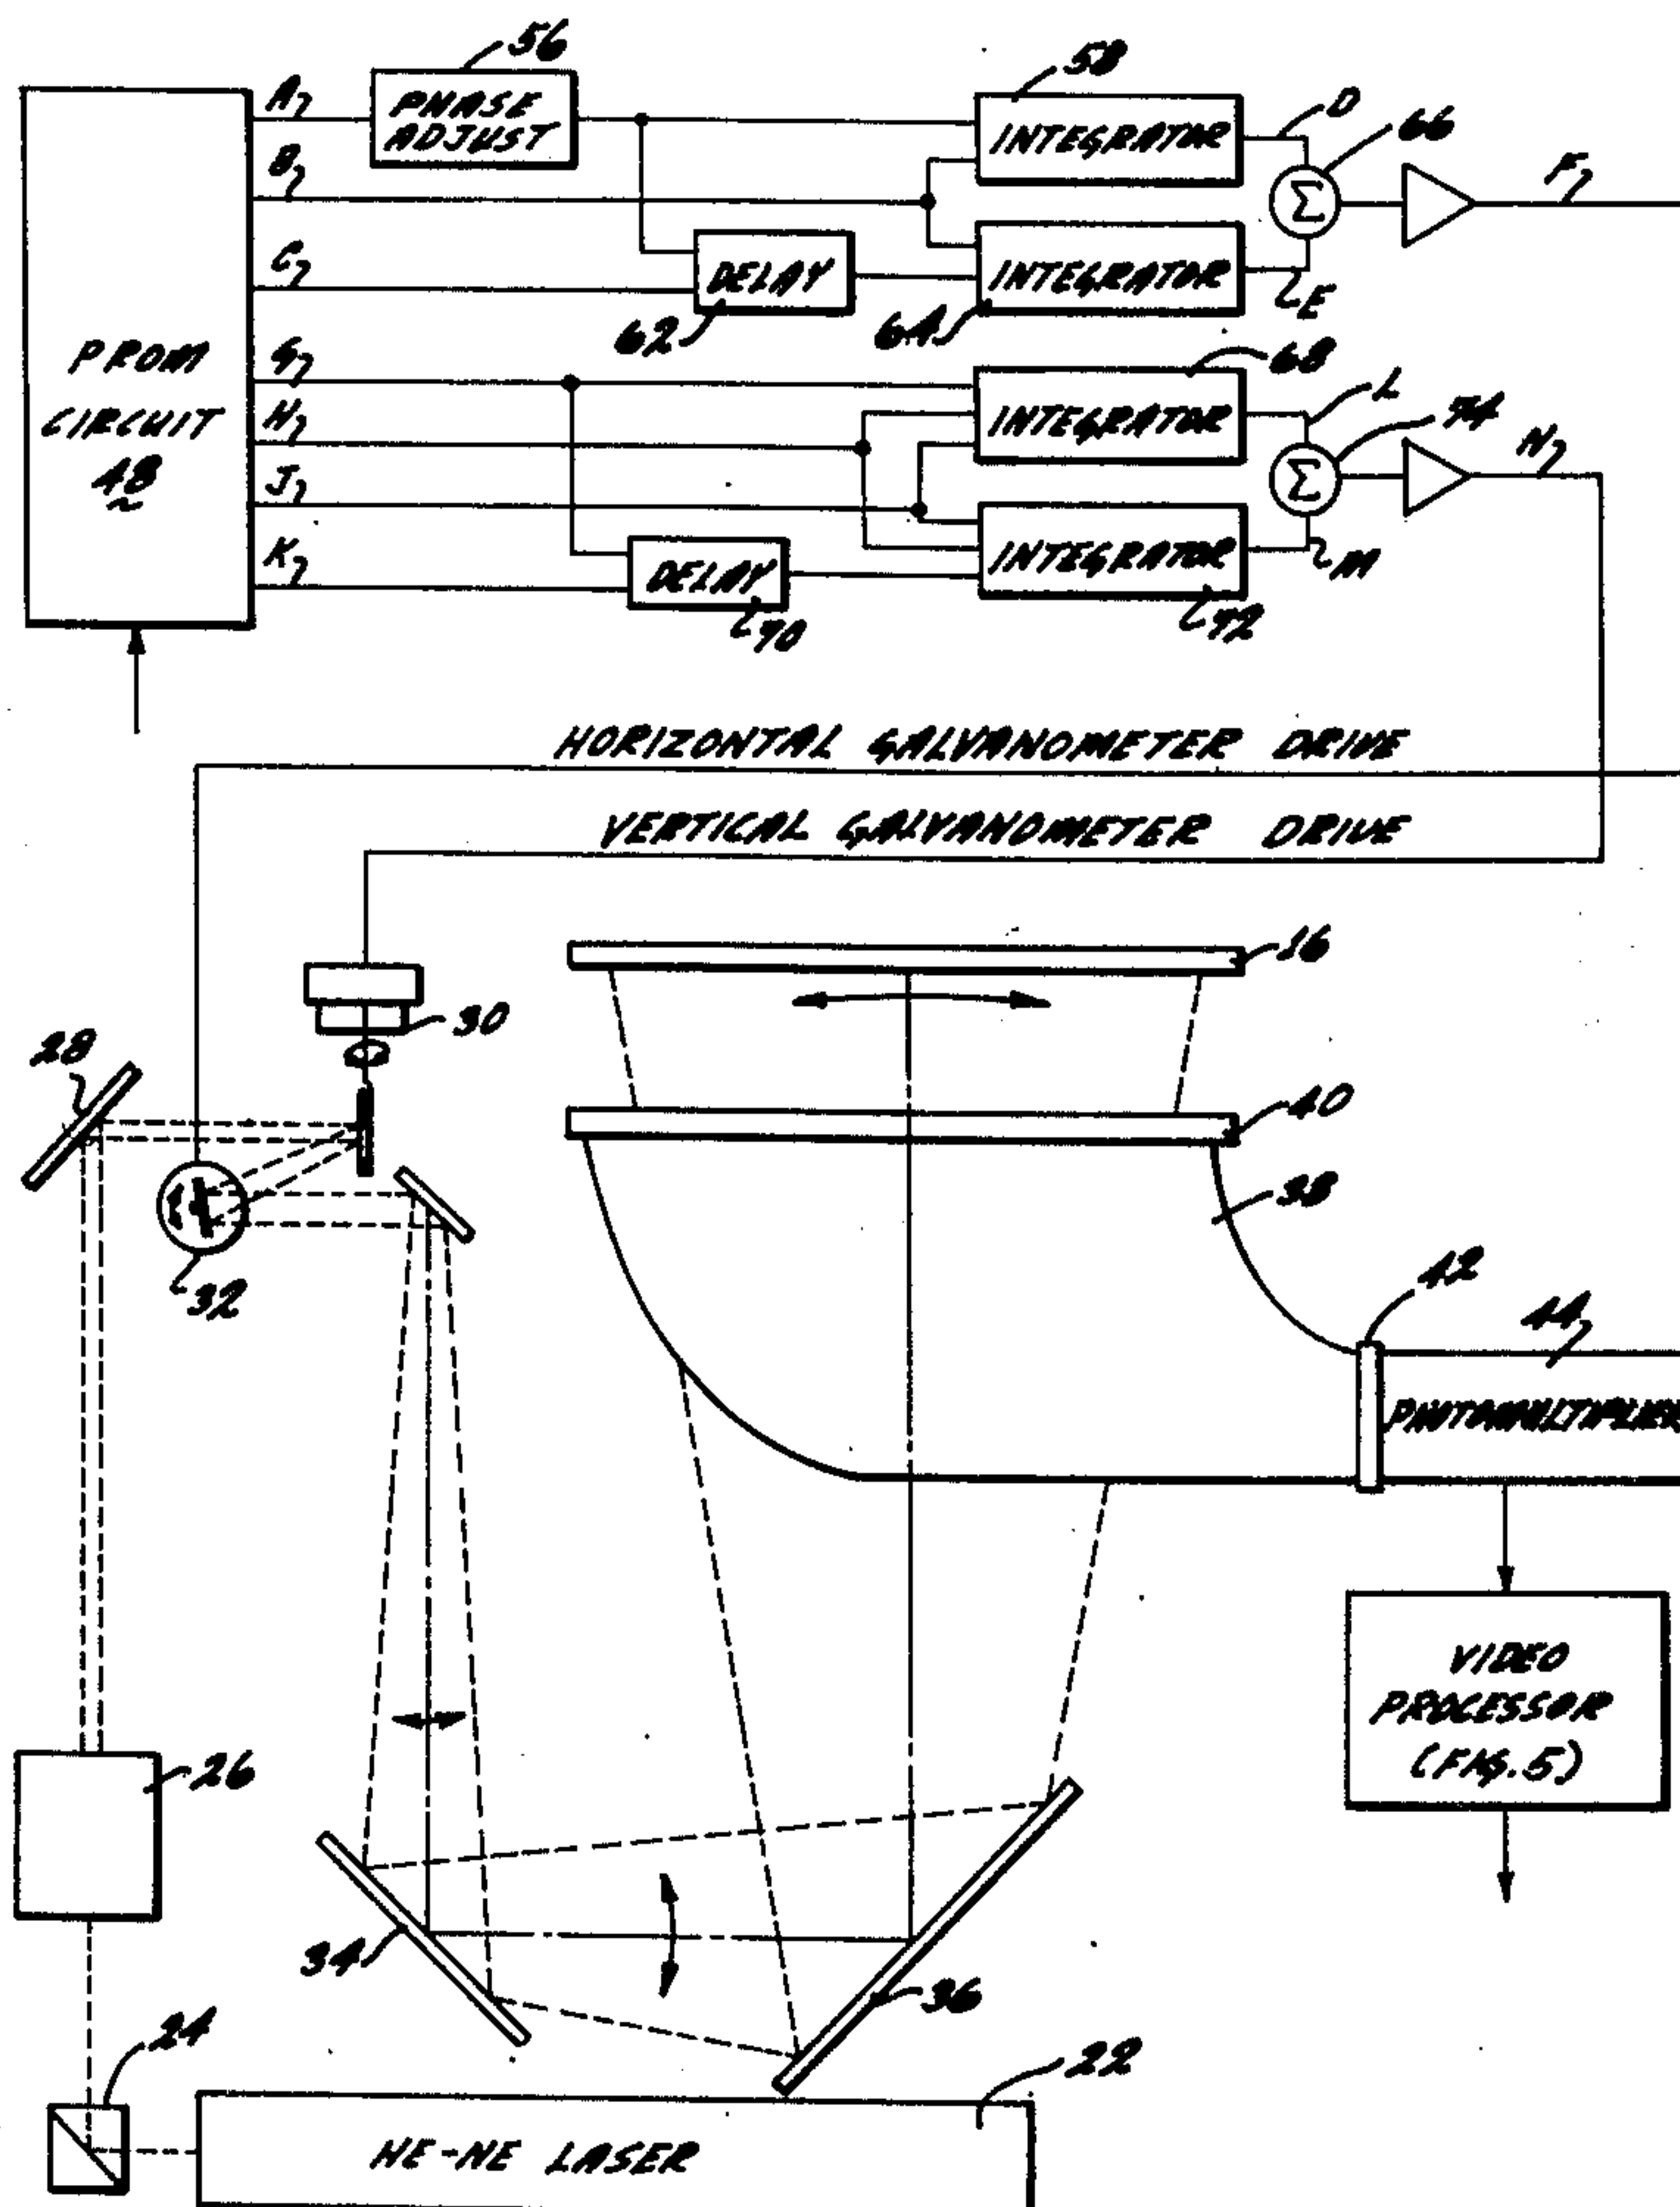 56
A
PHASE
ADJUST
58
INTEGRATOR
D
66
Σ
F
B
C
DELAY
62
INTEGRATOR
64
E
PROM
CIRCUIT
48
G
68
INTEGRATOR
L
74
Σ
N
H
J
K
DELAY
70
INTEGRATOR
72
M
HORIZONTAL GALVANOMETER DRIVE
VERTICAL GALVANOMETER DRIVE
16
30
28
40
32
38
42
44
VIDEO
PROCESSOR
(FIG. 5)
26
34
36
24
22
HE-NE LASER